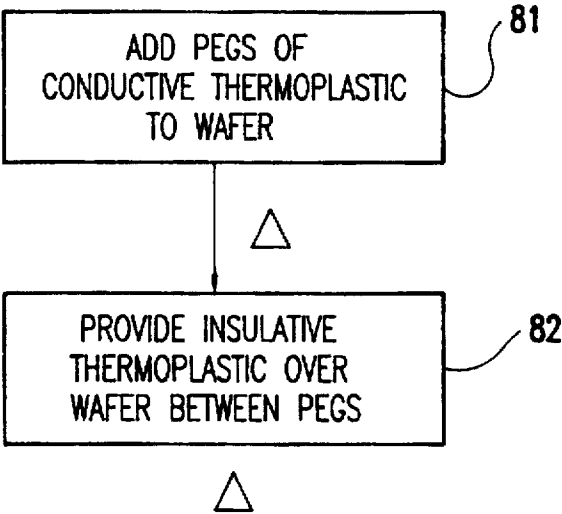 ADD PEGS OF
CONDUCTIVE THERMOPLASTIC
TO WAFER
81
△
PROVIDE INSULATIVE
THERMOPLASTIC OVER
WAFER BETWEEN PEGS
82
△